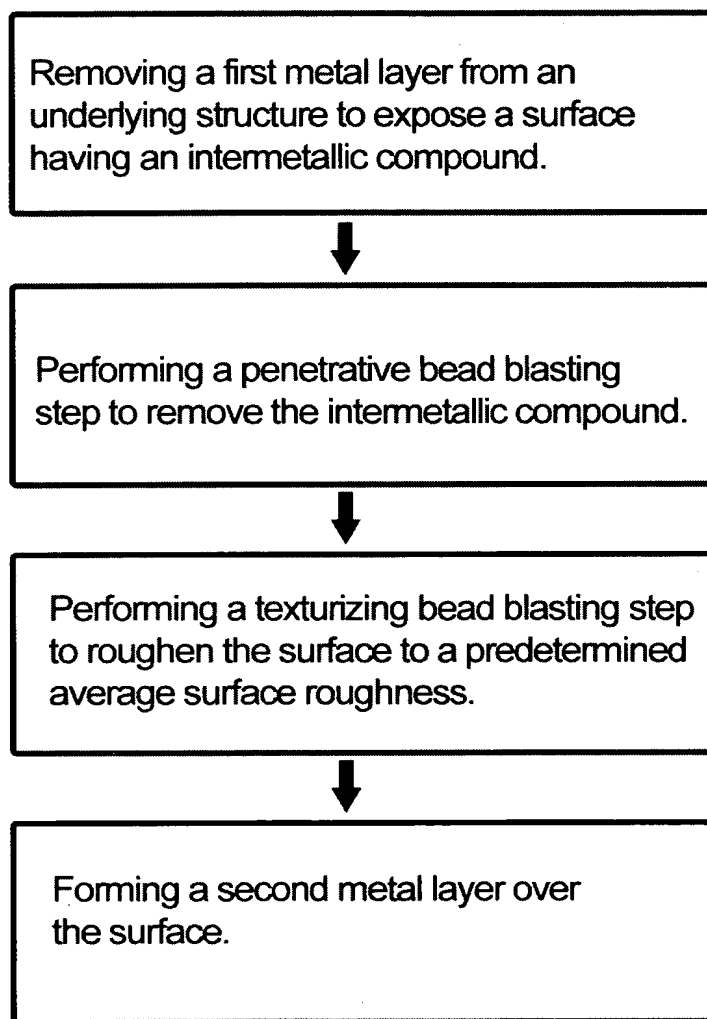 Removing a first metal layer from an
underlying structure to expose a surface
having an intermetallic compound.
Performing a penetrative bead blasting
step to remove the intermetallic compound.
Performing a texturizing bead blasting step
to roughen the surface to a predetermined
average surface roughness.
Forming a second metal layer over
the surface.